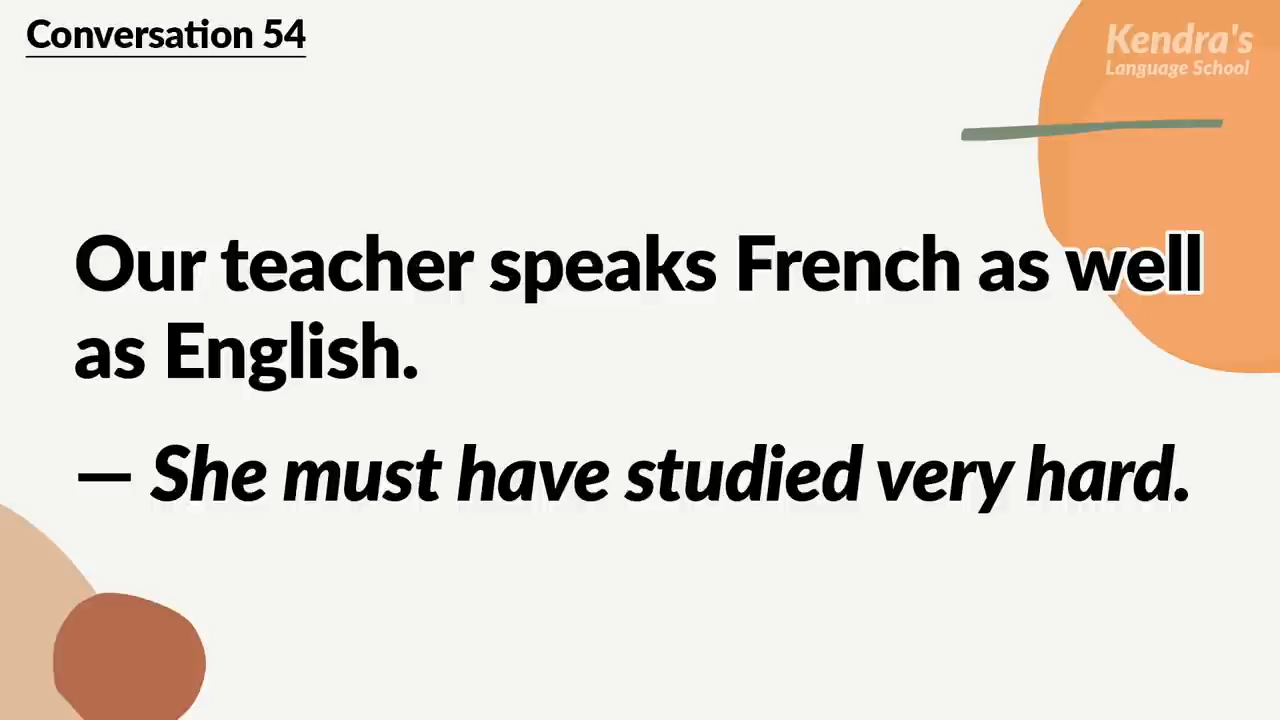 Conversation 54
Kendra's
Language School
Our teacher speaks French as well
as English.
— She must have studied very hard.